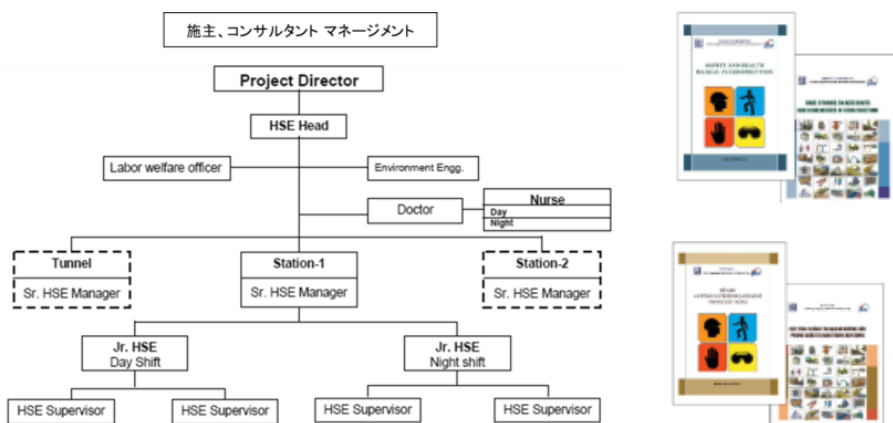 施主、コンサルタント マネージメント
Project Director
HSE Head
Labor welfare officer
Environment Engg.
Doctor
Nurse
Day
Night
Tunnel
Sr. HSE Manager
Station-1
Sr. HSE Manager
Station-2
Sr. HSE Manager
Jr. HSE
Day Shift
Jr. HSE
Night shift
HSE Supervisor
HSE Supervisor
HSE Supervisor
HSE Supervisor
SAFETY AND HEALTH
MANUAL IN CONSTRUCTION